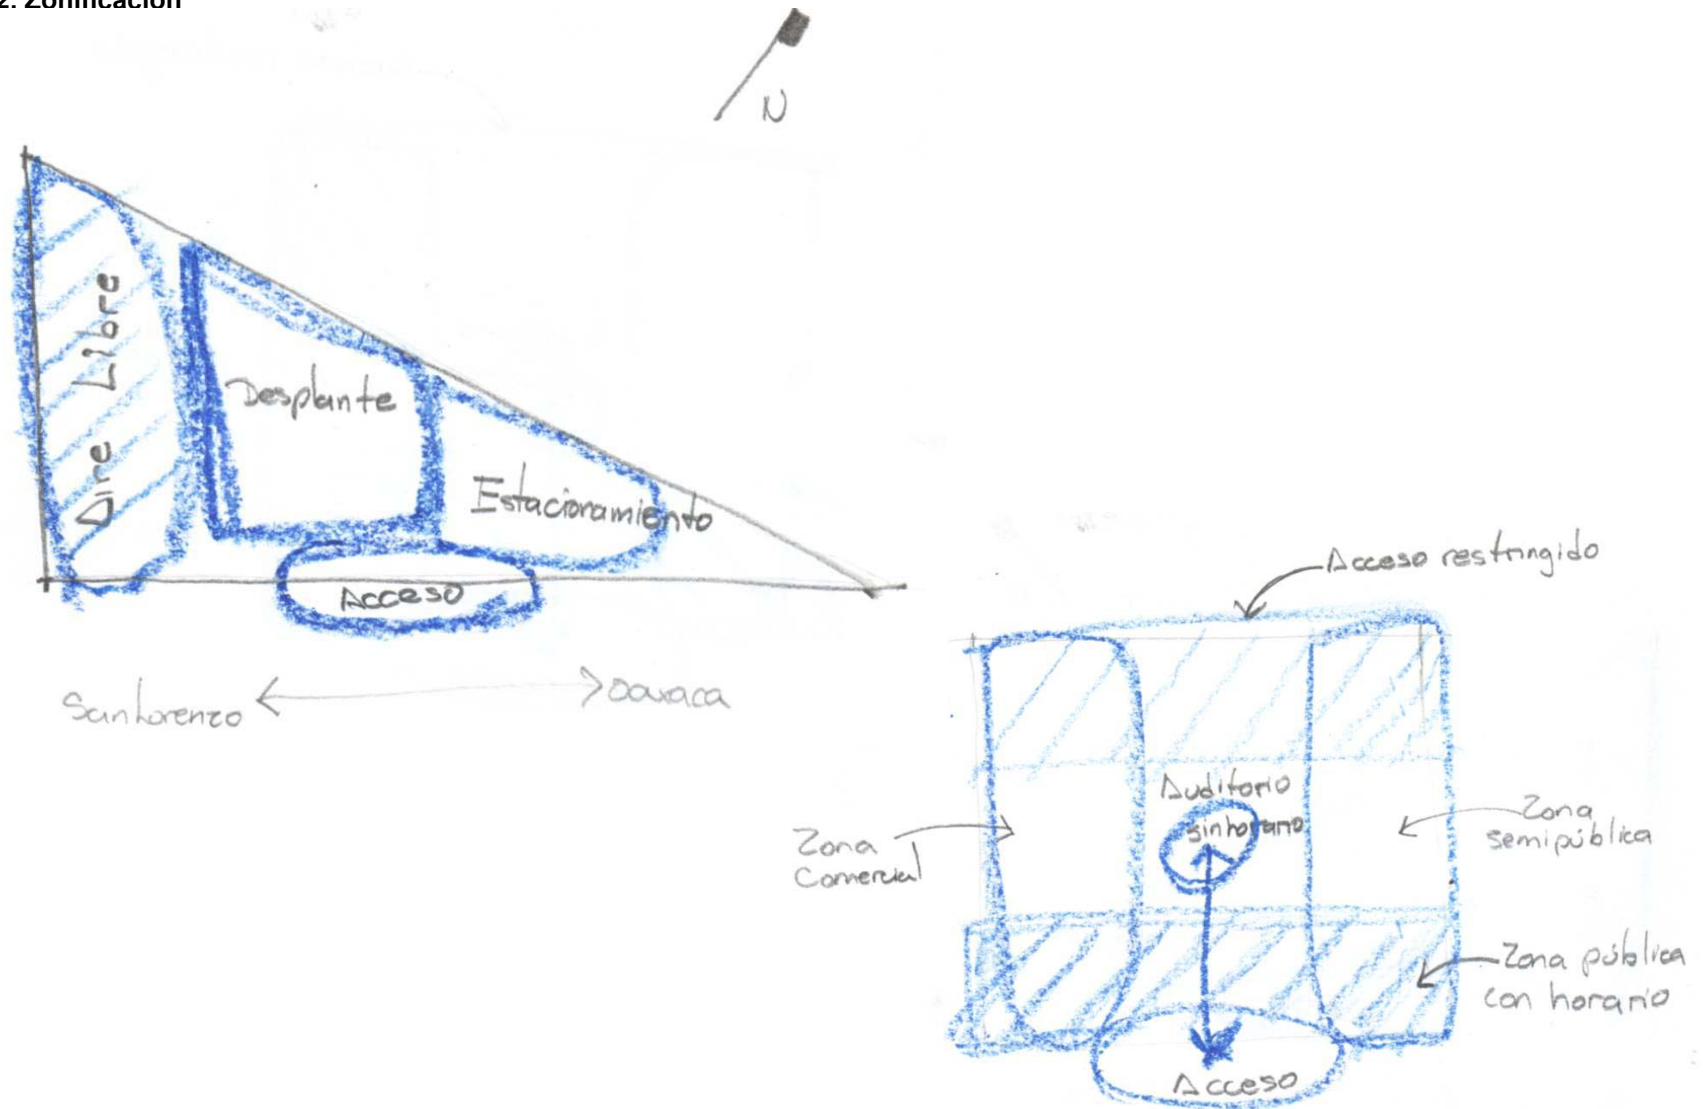 2. Zonificación
N
Aire Libre
Desplante
Estacionamiento
Acceso
San Lorenzo
Oaxaca
Acceso restringido
Auditorio
sin horario
Zona
Comercial
Zona
semipública
Zona pública
con horario
Acceso